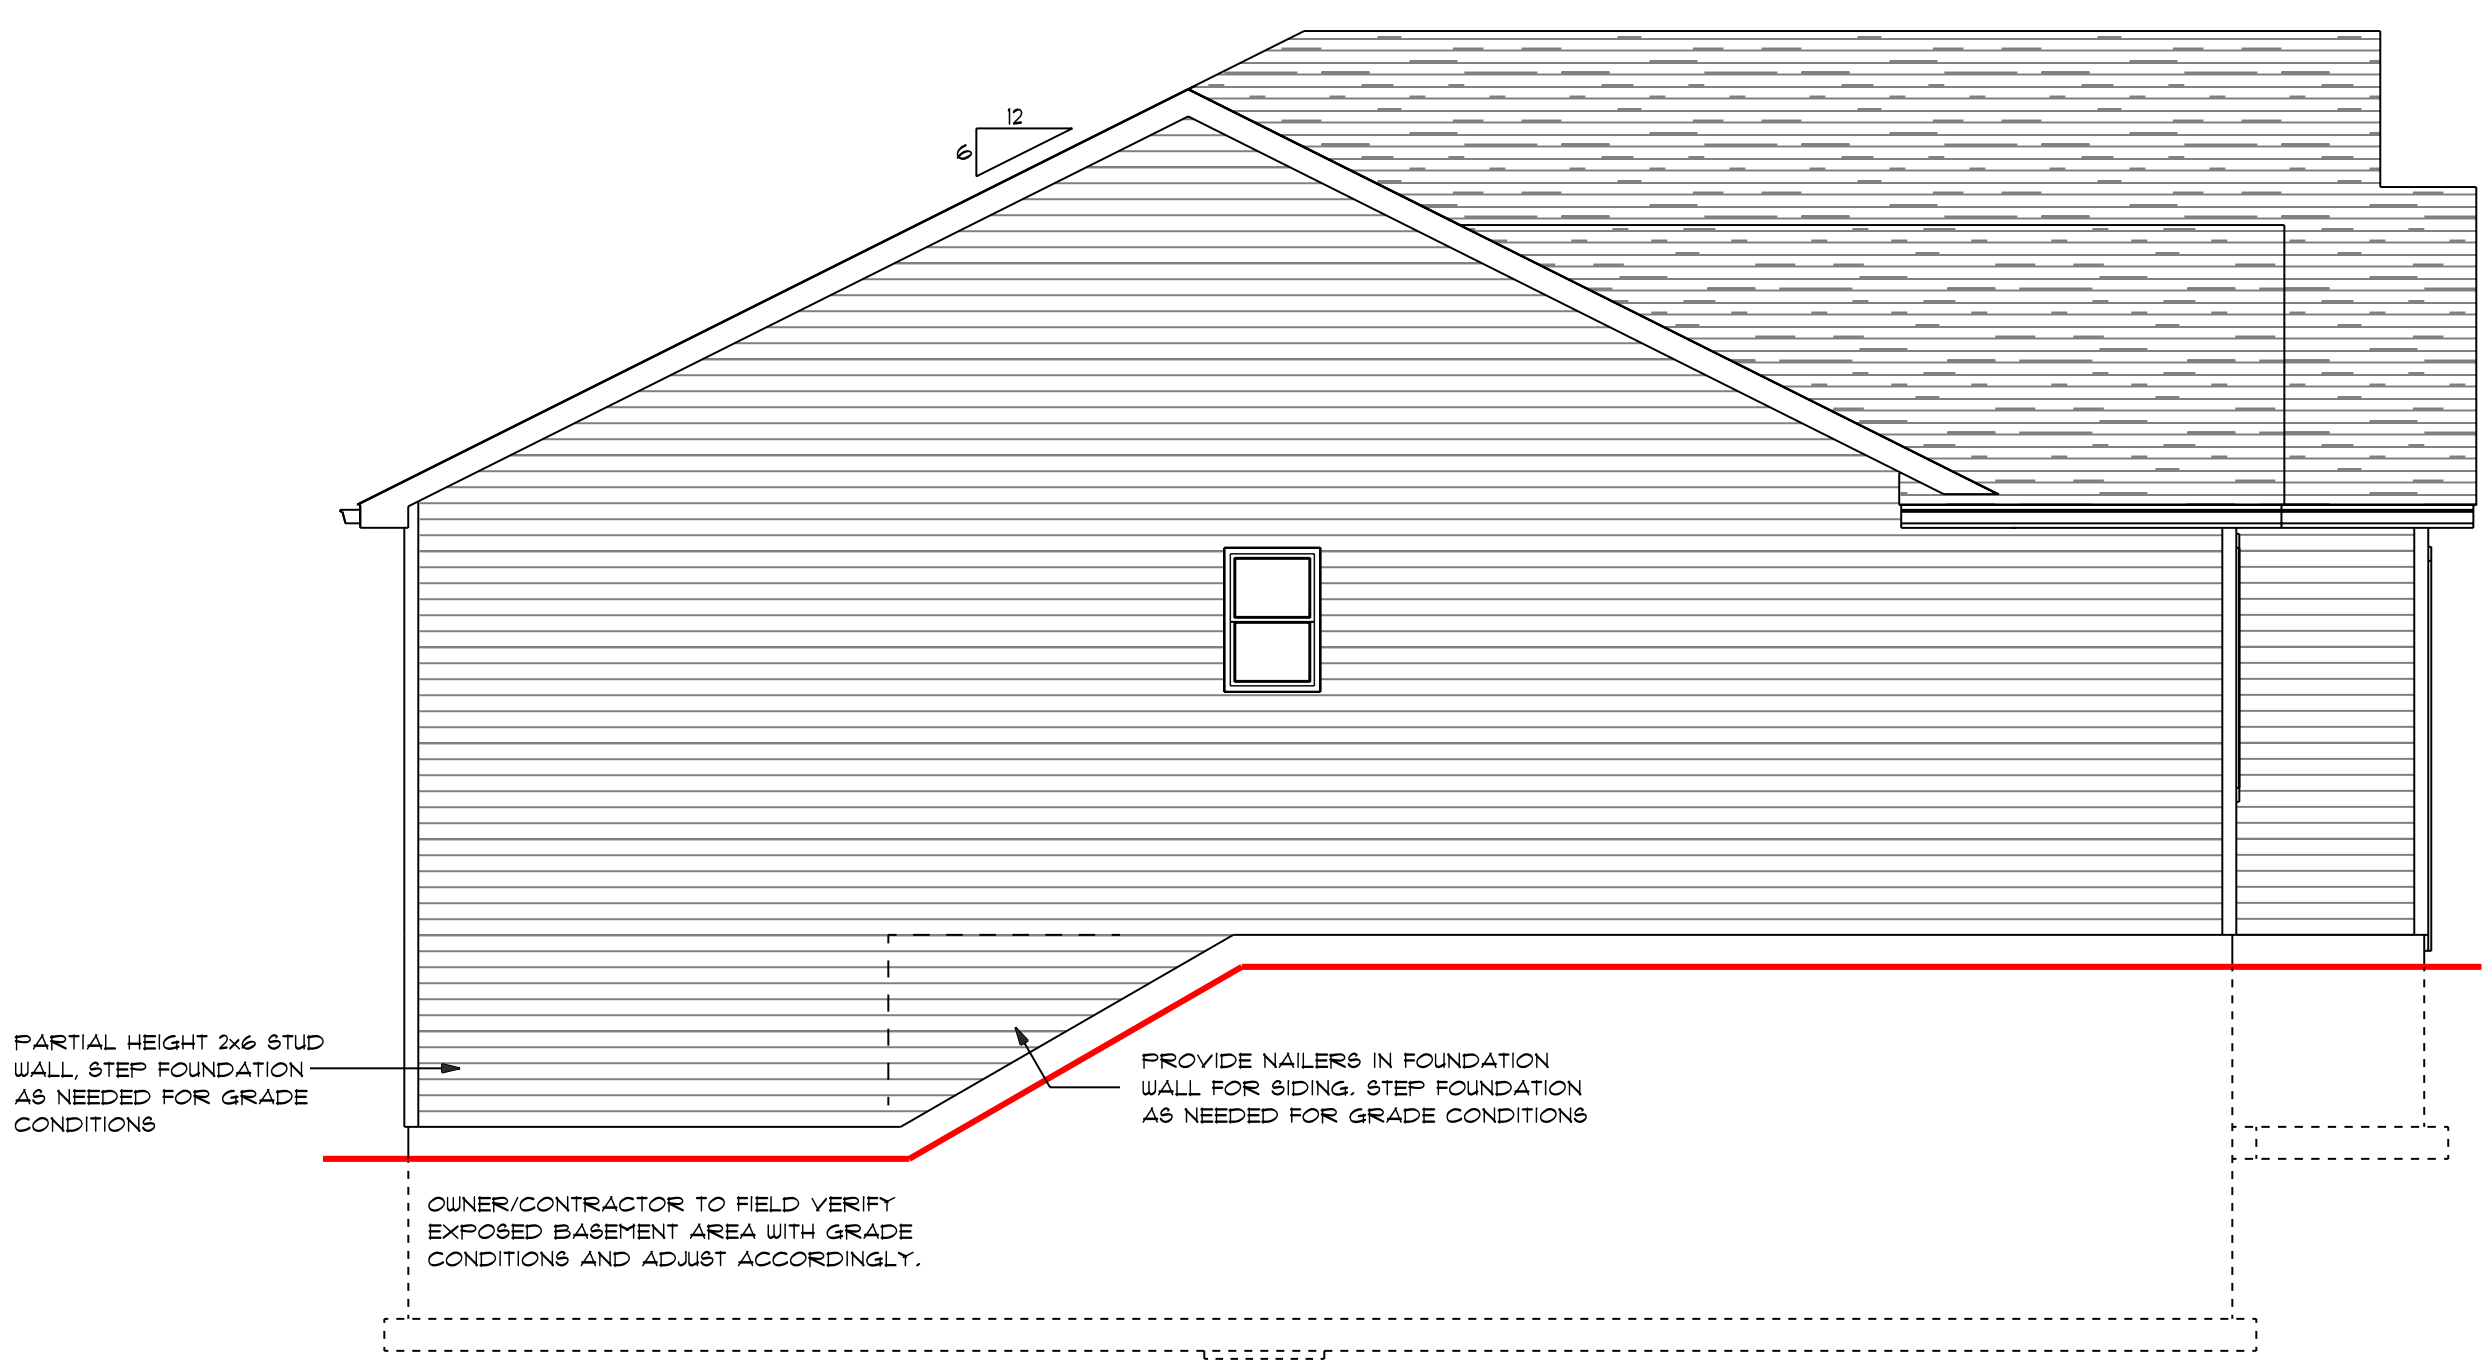 12
6
PARTIAL HEIGHT 2x6 STUD
WALL, STEP FOUNDATION
AS NEEDED FOR GRADE
CONDITIONS
PROVIDE NAILERS IN FOUNDATION
WALL FOR SIDING. STEP FOUNDATION
AS NEEDED FOR GRADE CONDITIONS
OWNER/CONTRACTOR TO FIELD VERIFY
EXPOSED BASEMENT AREA WITH GRADE
CONDITIONS AND ADJUST ACCORDINGLY.